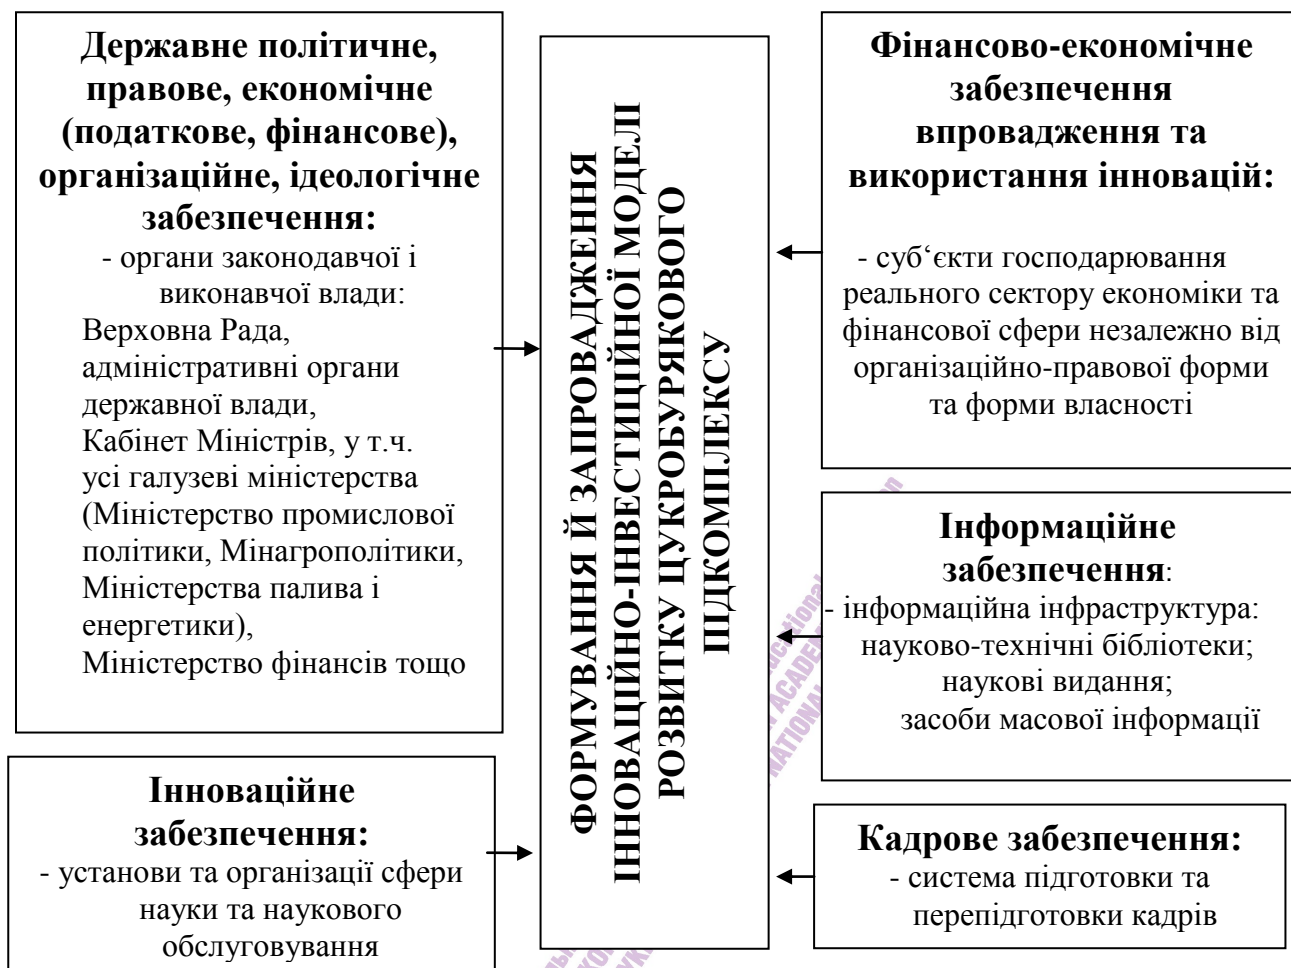 Державне політичне,
правове, економічне
(податкове, фінансове),
організаційне, ідеологічне
забезпечення:
- органи законодавчої і
виконавчої влади:
Верховна Рада,
адміністративні органи
державної влади,
Кабінет Міністрів, у т.ч.
усі галузеві міністерства
(Міністерство промислової
політики, Мінагрополітики,
Міністерства палива і
енергетики),
Міністерство фінансів тощо
Інноваційне
забезпечення:
- установи та організації сфери
науки та наукового
обслуговування
ФОРМУВАННЯ Й ЗАПРОВАДЖЕННЯ
ІННОВАЦІЙНО-ІНВЕСТИЦІЙНОЇ МОДЕЛІ
РОЗВИТКУ ЦУКРОБУРЯКОВОГО
ПІДКОМПЛЕКСУ
Фінансово-економічне
забезпечення
впровадження та
використання інновацій:
- суб‘єкти господарювання
реального сектору економіки та
фінансової сфери незалежно від
організаційно-правової форми
та форми власності
Інформаційне
забезпечення:
- інформаційна інфраструктура:
науково-технічні бібліотеки;
наукові видання;
засоби масової інформації
Кадрове забезпечення:
- система підготовки та
перепідготовки кадрів